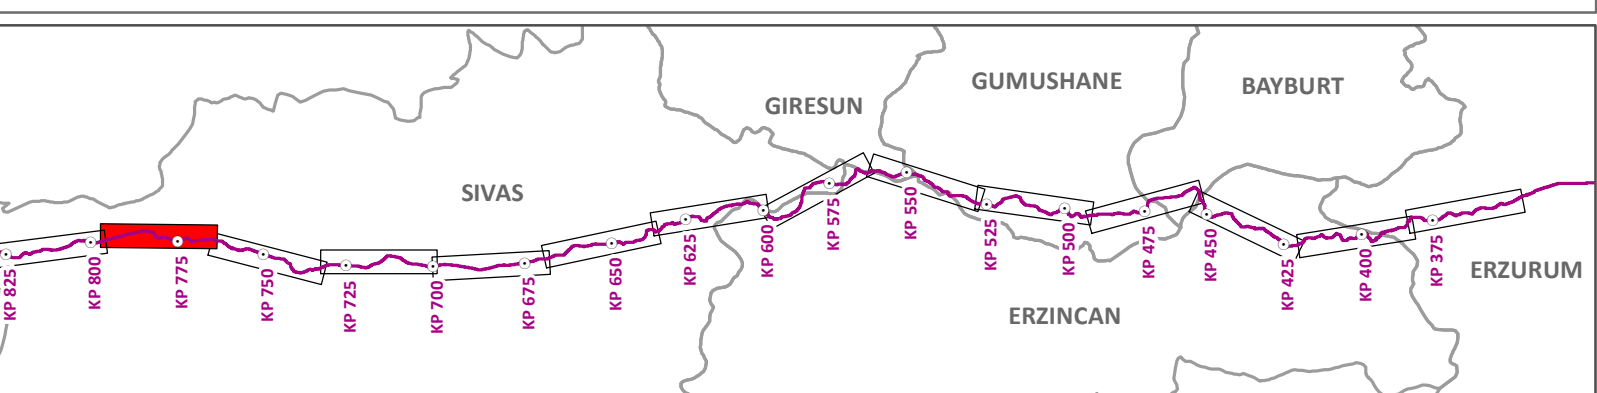 GUMUSHANE
BAYBURT
GIRESUN
SIVAS
ERZURUM
ERZINCAN
KP 825
KP 800
KP 775
KP 750
KP 725
KP 700
KP 675
KP 650
KP 625
KP 600
KP 575
KP 550
KP 525
KP 500
KP 475
KP 450
KP 425
KP 400
KP 375